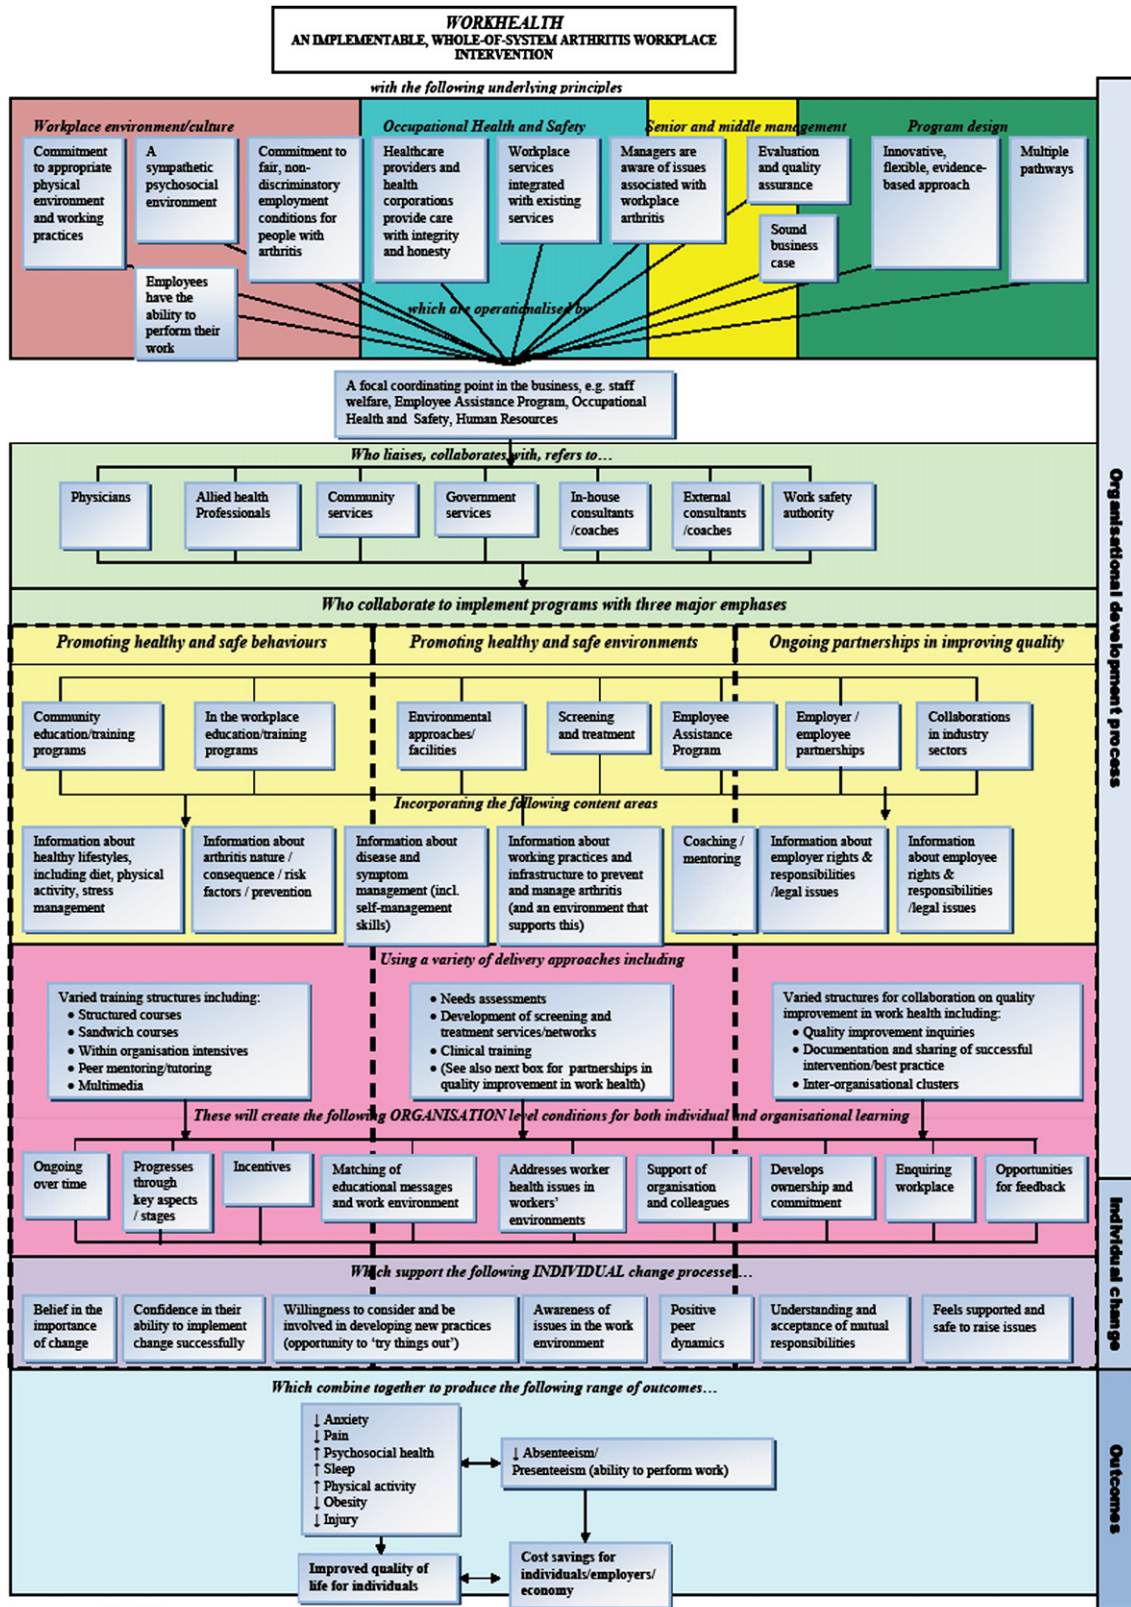 WORKHEALTH
AN IMPLEMENTABLE, WHOLE-OF-SYSTEM ARTHRITIS WORKPLACE
INTERVENTION
with the following underlying principles
Workplace environment/culture
Occupational Health and Safety
Senior and middle management
Program design
Commitment
to appropriate
physical
environment
and working
practices
A
sympathetic
psychosocial
environment
Commitment to
fair, non-
discriminatory
employment
conditions for
people with
arthritis
Healthcare
providers and
health
corporations
provide care
with integrity
and honesty
Workplace
services
integrated
with existing
services
Managers are
aware of issues
associated with
workplace
arthritis
Evaluation
and quality
assurance
Sound
business
case
Innovative,
flexible, evidence-
based approach
Multiple
pathways
Employees
have the
ability to
perform their
work
which are operationalised by
A focal coordinating point in the business, e.g. staff
welfare, Employee Assistance Program, Occupational
Health and Safety, Human Resources
Who liaises, collaborates with, refers to…
Physicians
Allied health
Professionals
Community
services
Government
services
In-house
consultants
/coaches
External
consultants
/coaches
Work safety
authority
Who collaborate to implement programs with three major emphases
Promoting healthy and safe behaviours
Promoting healthy and safe environments
Ongoing partnerships in improving quality
Community
education/training
programs
In the workplace
education/training
programs
Environmental
approaches/
facilities
Screening
and treatment
Employee
Assistance
Program
Employer /
employee
partnerships
Collaborations
in industry
sectors
Incorporating the following content areas
Information about
healthy lifestyles,
including diet, physical
activity, stress
management
Information about
arthritis nature /
consequence / risk
factors / prevention
Information about
disease and
symptom
management (incl.
self-management
skills)
Information about
working practices and
infrastructure to prevent
and manage arthritis
(and an environment that
supports this)
Coaching /
mentoring
Information about
employer rights &
responsibilities
/legal issues
Information
about employee
rights &
responsibilities
/legal issues
Using a variety of delivery approaches including
Varied training structures including:
• Structured courses
• Sandwich courses
• Within organisation intensives
• Peer mentoring/tutoring
• Multimedia
• Needs assessments
• Development of screening and
treatment services/networks
• Clinical training
• (See also next box for partnerships in
quality improvement in work health)
Varied structures for collaboration on quality
improvement in work health including:
• Quality improvement inquiries
• Documentation and sharing of successful
intervention/best practice
• Inter-organisational clusters
These will create the following ORGANISATION level conditions for both individual and organisational learning
Ongoing
over time
Progresses
through
key aspects
/ stages
Incentives
Matching of
educational messages
and work environment
Addresses worker
health issues in
workers'
environments
Support of
organisation
and colleagues
Develops
ownership and
commitment
Enquiring
workplace
Opportunities
for feedback
Which support the following INDIVIDUAL change processes…
Belief in the
importance
of change
Confidence in their
ability to implement
change successfully
Willingness to consider and be
involved in developing new practices
(opportunity to 'try things out')
Awareness of
issues in the work
environment
Positive
peer
dynamics
Understanding and
acceptance of mutual
responsibilities
Feels supported and
safe to raise issues
Which combine together to produce the following range of outcomes…
↓ Anxiety
↓ Pain
↑ Psychosocial health
↑ Sleep
↑ Physical activity
↓ Obesity
↓ Injury
↓ Absenteeism/
Presenteeism (ability to perform work)
Improved quality of
life for individuals
Cost savings for
individuals/employers/
economy
Organisational development process
Individual change
Outcomes